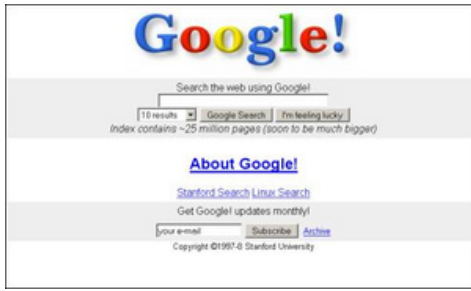 Google!
Search the web using Google!
10 results Google Search I'm feeling lucky
Index contains ~25 million pages (soon to be much bigger)
About Google!
Stanford Search Linux Search
Get Google! updates monthly!
your e-mail Subscribe Archive
Copyright ©1997-8 Stanford University